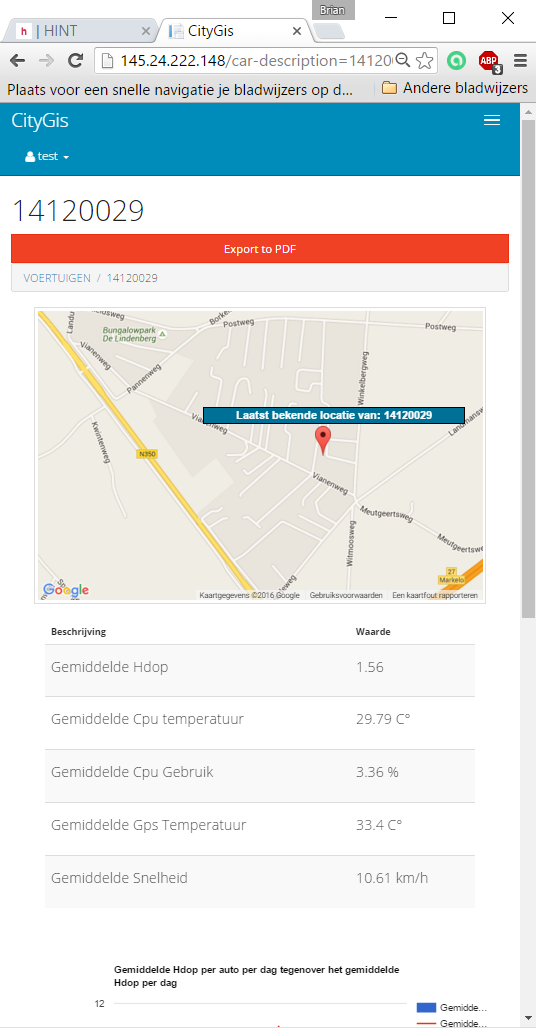 Brian
h | HINT
CityGis
145.24.222.148/car-description=14120
ABP
3
Plaats voor een snelle navigatie je bladwijzers op d...
Andere bladwijzers
CityGis
test
14120029
Export to PDF
VOERTUIGEN / 14120029
Bungalowpark
De Lindenberg
Postweg
Postweg
Vianenweg
Pannenweg
Winkelbergweg
Laatst bekende locatie van: 14120029
Kwintenweg
Vianenweg
N350
Vianenweg
Meutgeertsweg
Meutgeertsweg
Witmoosweg
27
Markelo
Google
Kaartgegevens ©2016 Google
Gebruiksvoorwaarden
Een kaartfout rapporteren
Beschrijving Waarde
Gemiddelde Hdop 1.56
Gemiddelde Cpu temperatuur 29.79 C°
Gemiddelde Cpu Gebruik 3.36 %
Gemiddelde Gps Temperatuur 33.4 C°
Gemiddelde Snelheid 10.61 km/h
Gemiddelde Hdop per auto per dag tegenover het gemiddelde
Hdop per dag
12
Gemidde...
Gemidde...